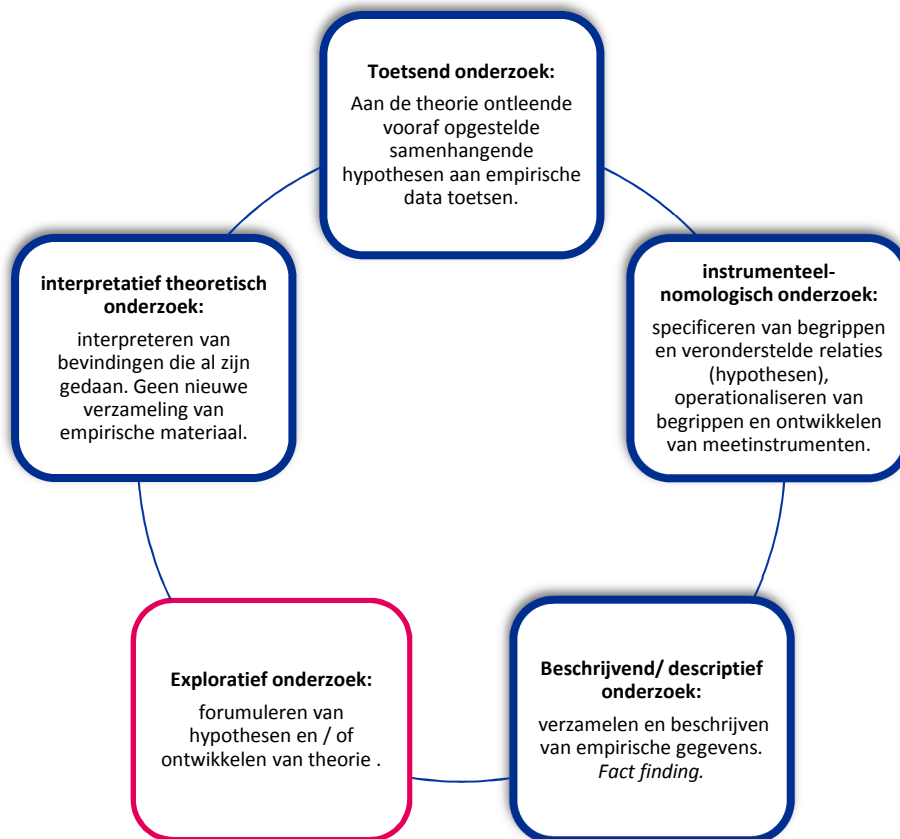 Toetsend onderzoek:
Aan de theorie ontleende
vooraf opgestelde
samenhangende
hypothesen aan empirische
data toetsen.
interpretatief theoretisch
onderzoek:
interpreteren van
bevindingen die al zijn
gedaan. Geen nieuwe
verzameling van
empirische materiaal.
instrumenteel-
nomologisch onderzoek:
specificeren van begrippen
en veronderstelde relaties
(hypothesen),
operationaliseren van
begrippen en ontwikkelen
van meetinstrumenten.
Exploratief onderzoek:
forumuleren van
hypothesen en / of
ontwikkelen van theorie .
Beschrijvend/ descriptief
onderzoek:
verzamelen en beschrijven
van empirische gegevens.
Fact finding.